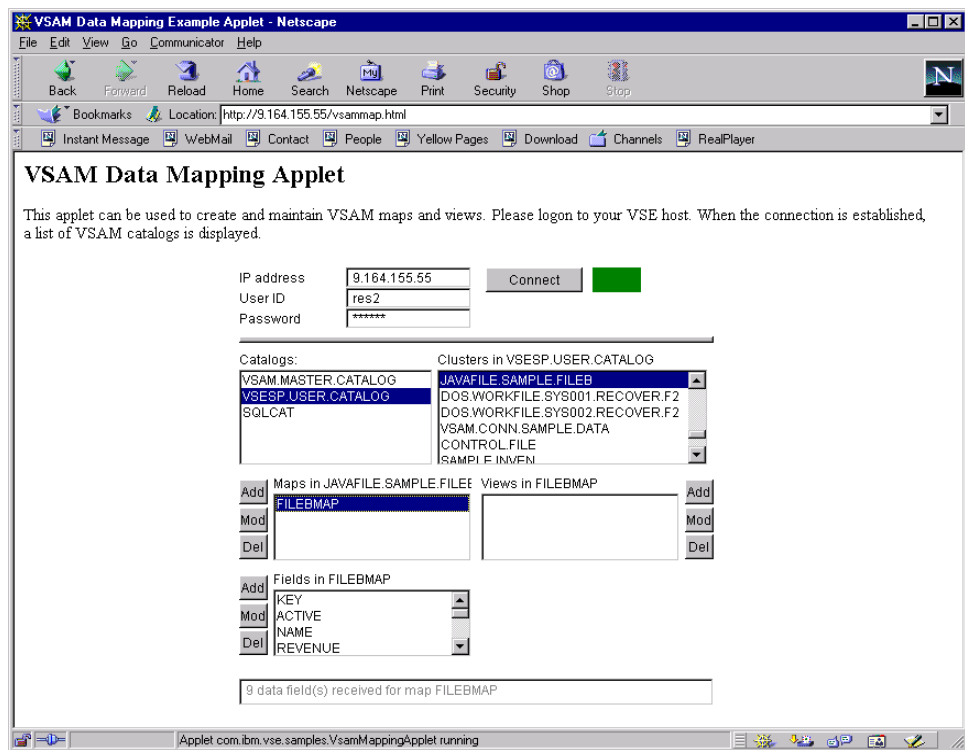 VSAM Data Mapping Example Applet - Netscape
File Edit View Go Communicator Help
Back Forward Reload Home Search Netscape Print Security Shop Stop
My
N
Bookmarks Location: http://9.164.155.55/vsammap.html
Instant Message WebMail Contact People Yellow Pages Download Channels RealPlayer
VSAM Data Mapping Applet
This applet can be used to create and maintain VSAM maps and views. Please logon to your VSE host. When the connection is established,
a list of VSAM catalogs is displayed.
IP address 9.164.155.55 Connect
User ID res2
Password ******
Catalogs: Clusters in VSESP.USER.CATALOG
VSAM.MASTER.CATALOG JAVAFILE.SAMPLE.FILEB
VSESP.USER.CATALOG DOS.WORKFILE.SYS001.RECOVER.F2
SQLCAT DOS.WORKFILE.SYS002.RECOVER.F2
VSAM.CONN.SAMPLE.DATA
CONTROL.FILE
SAMPLE.INVEN
Add Maps in JAVAFILE.SAMPLE.FILEE Views in FILEBMAP Add
FILEBMAP
Mod Mod
Del Del
Add Fields in FILEBMAP
KEY
Mod ACTIVE
NAME
Del REVENUE
9 data field(s) received for map FILEBMAP
Applet com.ibm.vse.samples.VsamMappingApplet running